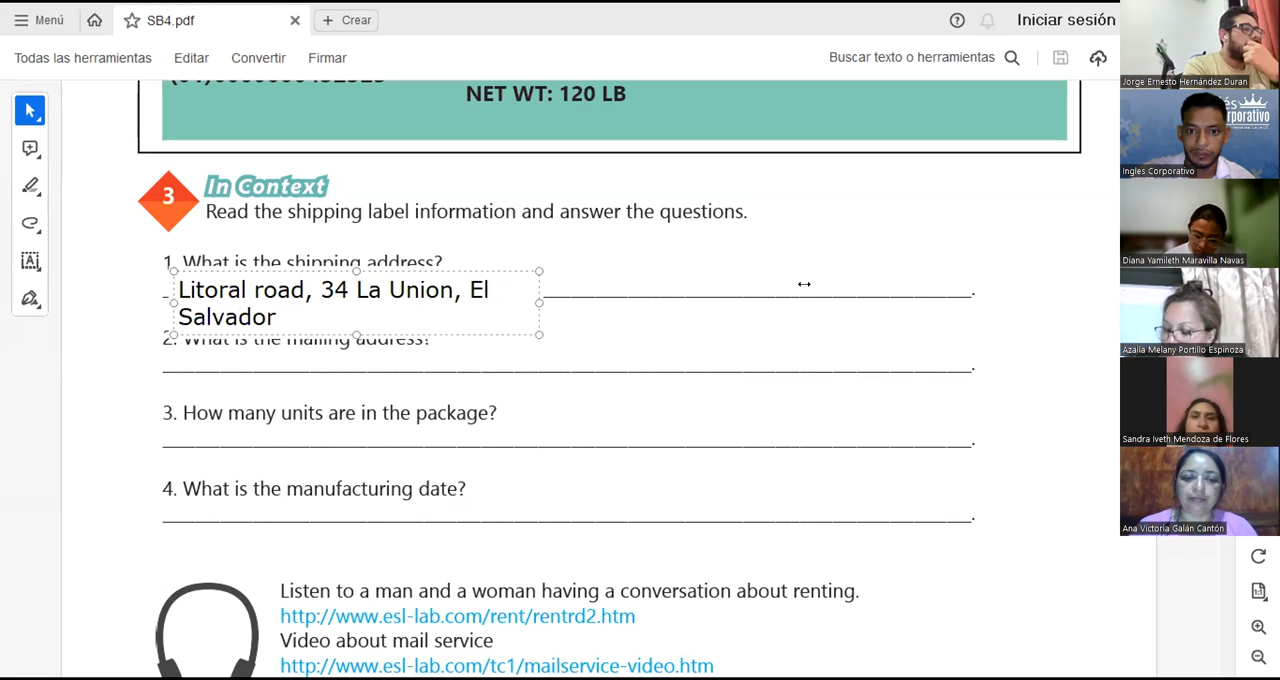 Menú
SB4.pdf
Crear
Iniciar sesión
Todas las herramientas
Editar
Convertir
Firmar
Buscar texto o herramientas
NET WT: 120 LB
3
In Context
Read the shipping label information and answer the questions.
1. What is the shipping address?
Litoral road, 34 La Union, El
Salvador
2. What is the mailing address?
3. How many units are in the package?
4. What is the manufacturing date?
Listen to a man and a woman having a conversation about renting.
http://www.esl-lab.com/rent/rentrd2.htm
Video about mail service
http://www.esl-lab.com/tc1/mailservice-video.htm
Jorge Ernesto Hernández Duran
Ingles Corporativo
Diana Yamileth Maravilla Navas
Azalia Melany Portillo Espinoza
Sandra Iveth Mendoza de Flores
Ana Victoria Galán Cantón